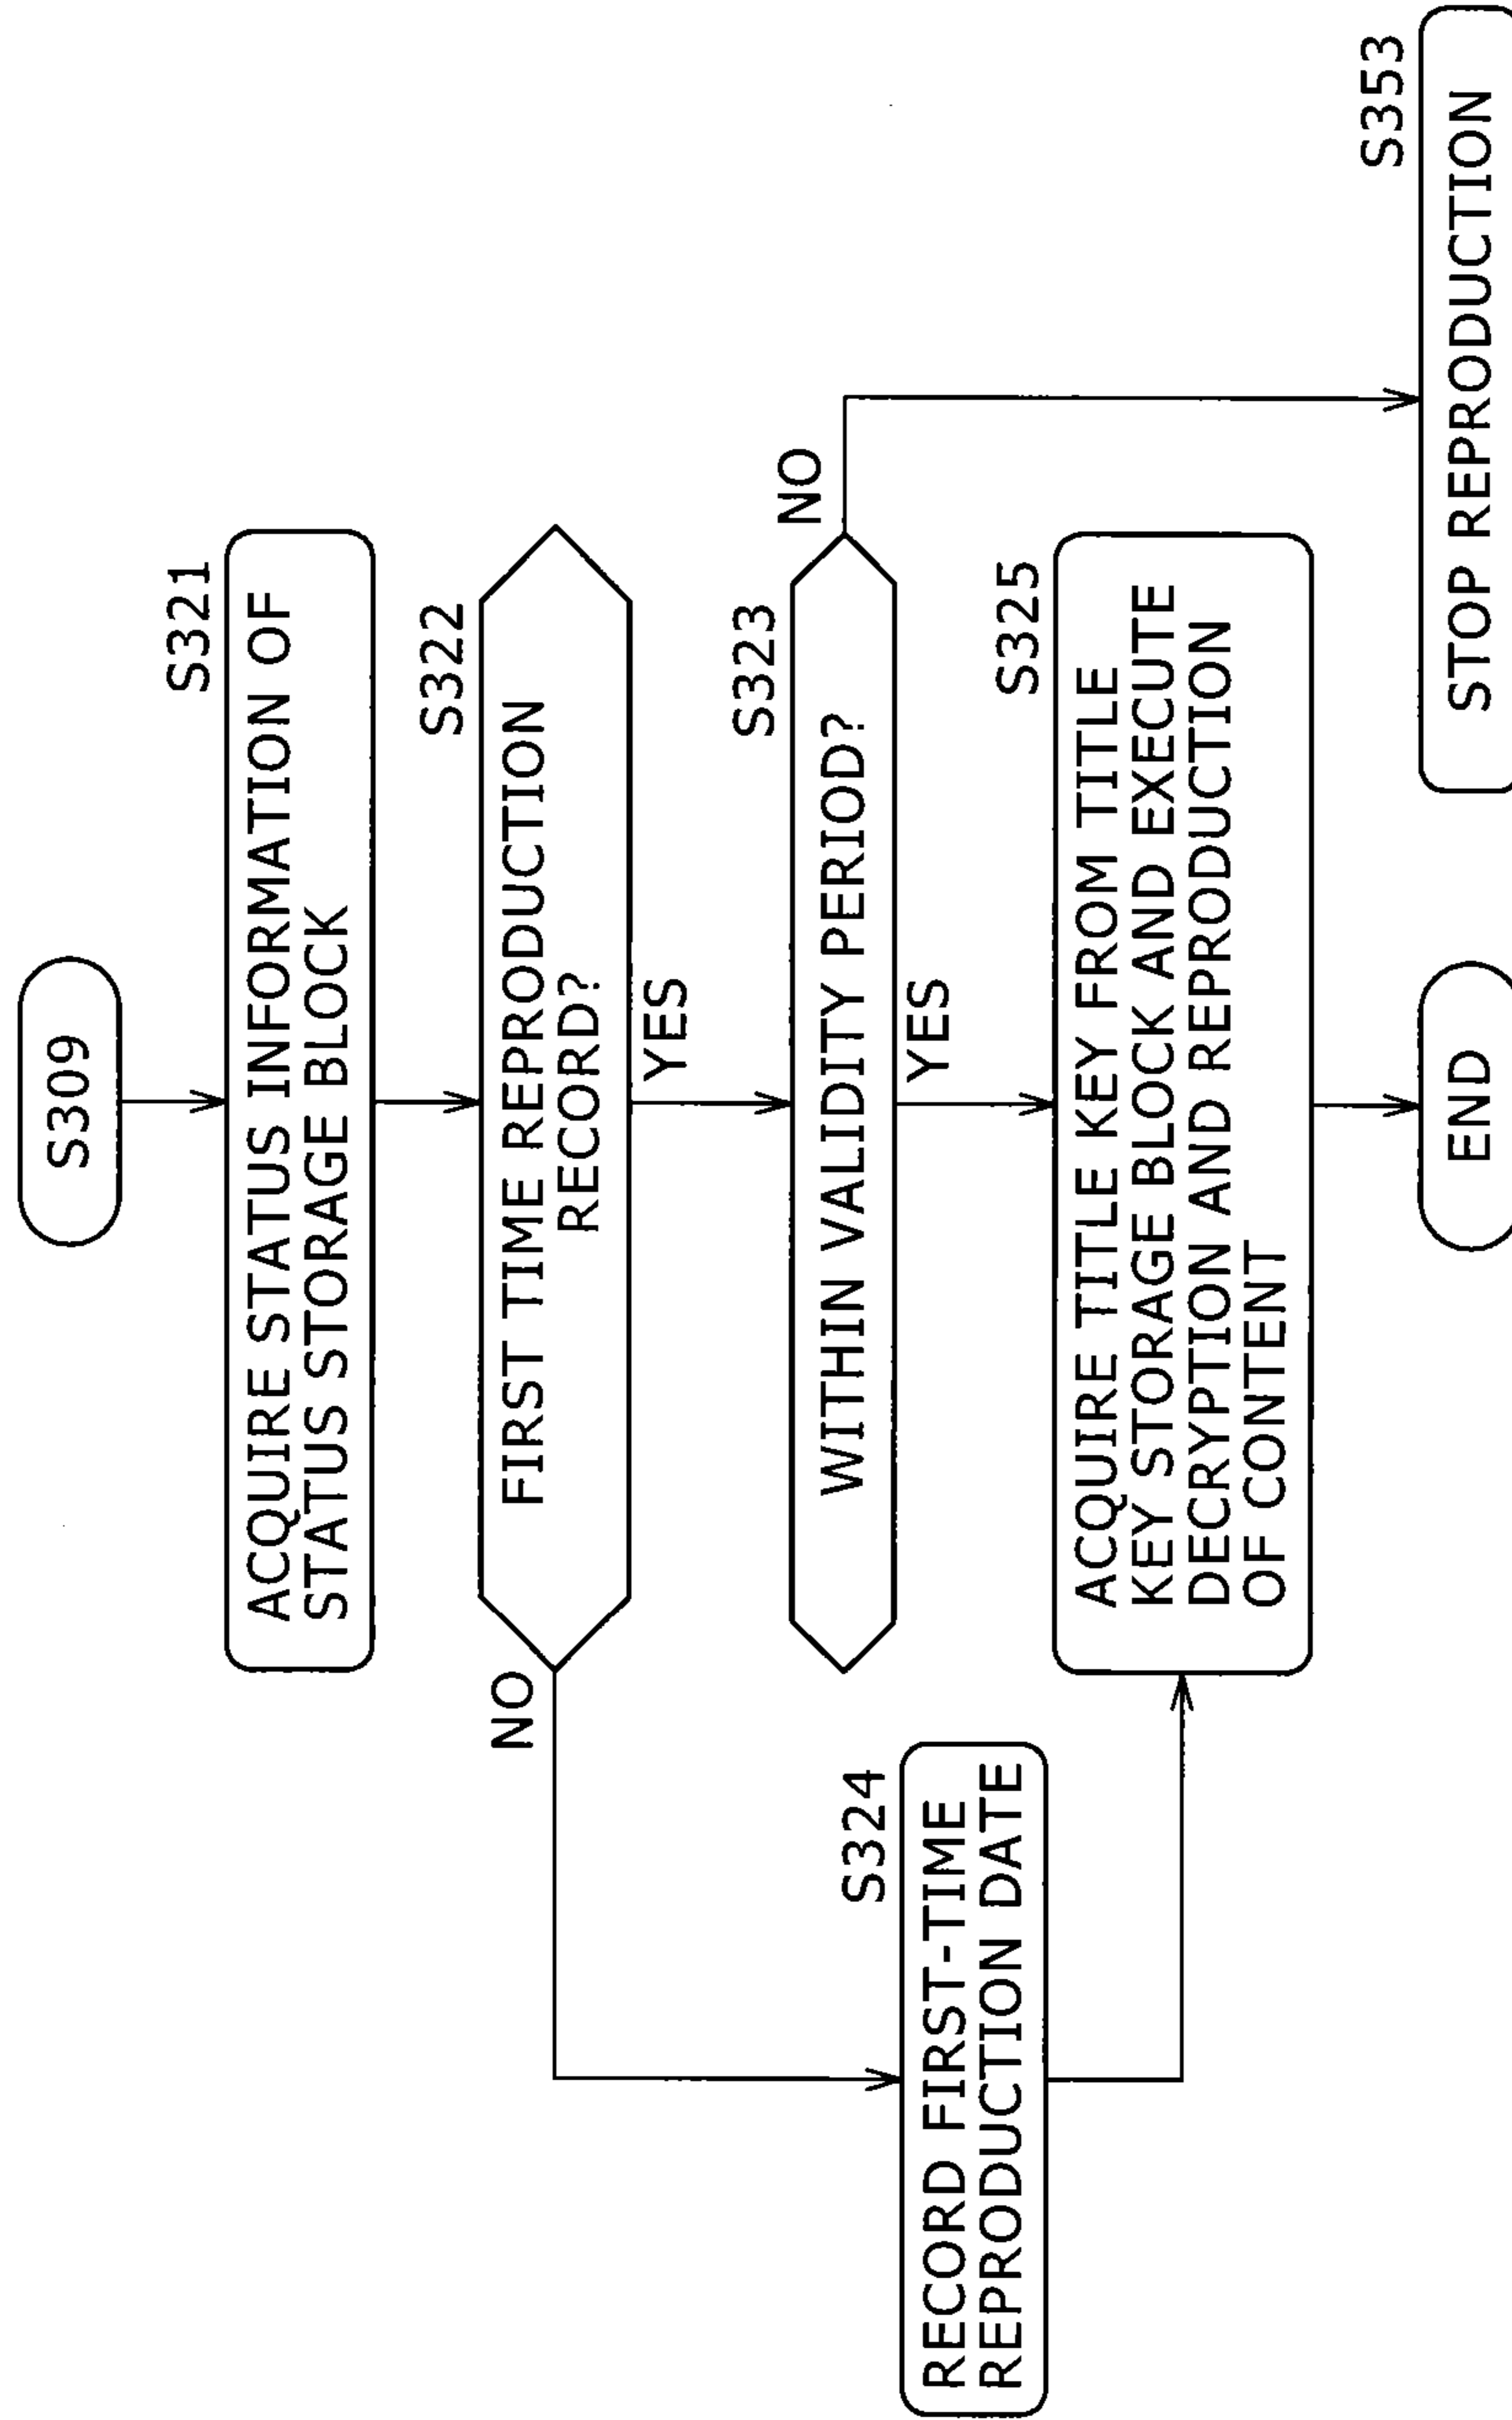 S309
S321
ACQUIRE STATUS INFORMATION OF
STATUS STORAGE BLOCK
S322
FIRST TIME REPRODUCTION
RECORD?
NO
YES
S323
WITHIN VALIDITY PERIOD?
NO
YES
S324
RECORD FIRST-TIME
REPRODUCTION DATE
S325
ACQUIRE TITLE KEY FROM TITLE
KEY STORAGE BLOCK AND EXECUTE
DECRYPTION AND REPRODUCTION
OF CONTENT
S353
STOP REPRODUCTION
END